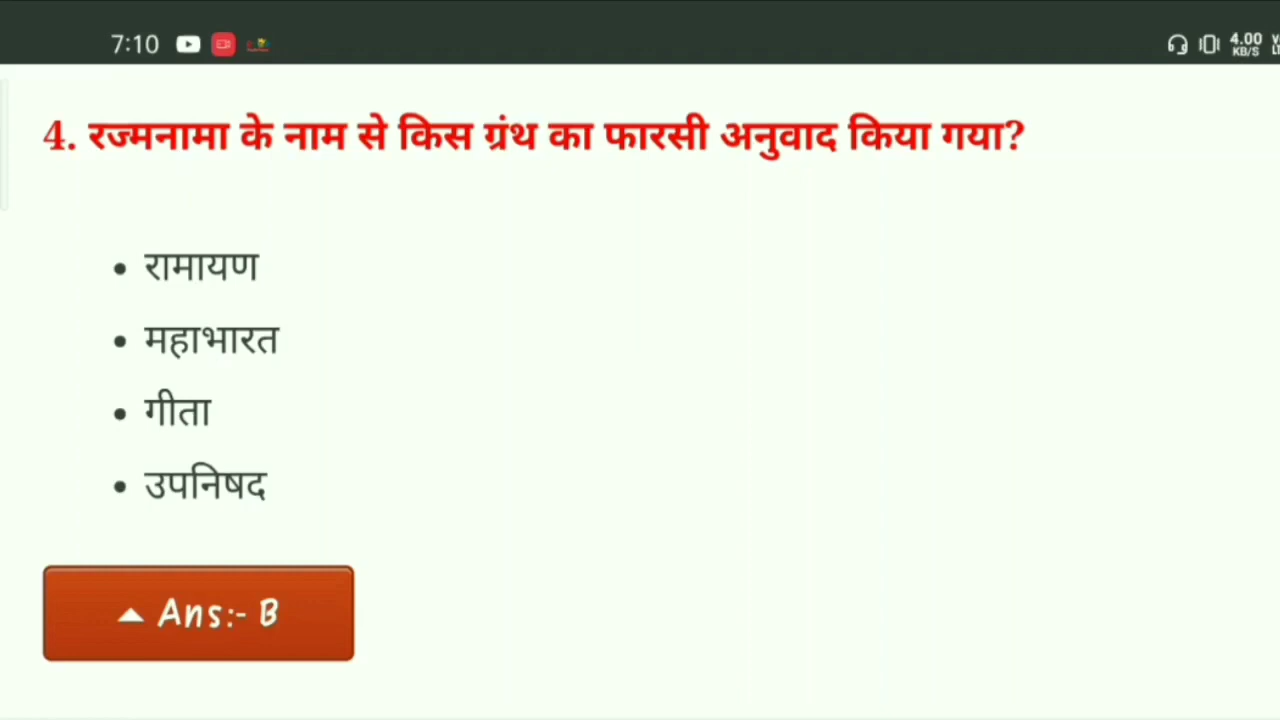 7:10
4.00
KB/S
4. रज्मनामा के नाम से किस ग्रंथ का फारसी अनुवाद किया गया?
• रामायण
• महाभारत
• गीता
• उपनिषद
Ans:- B